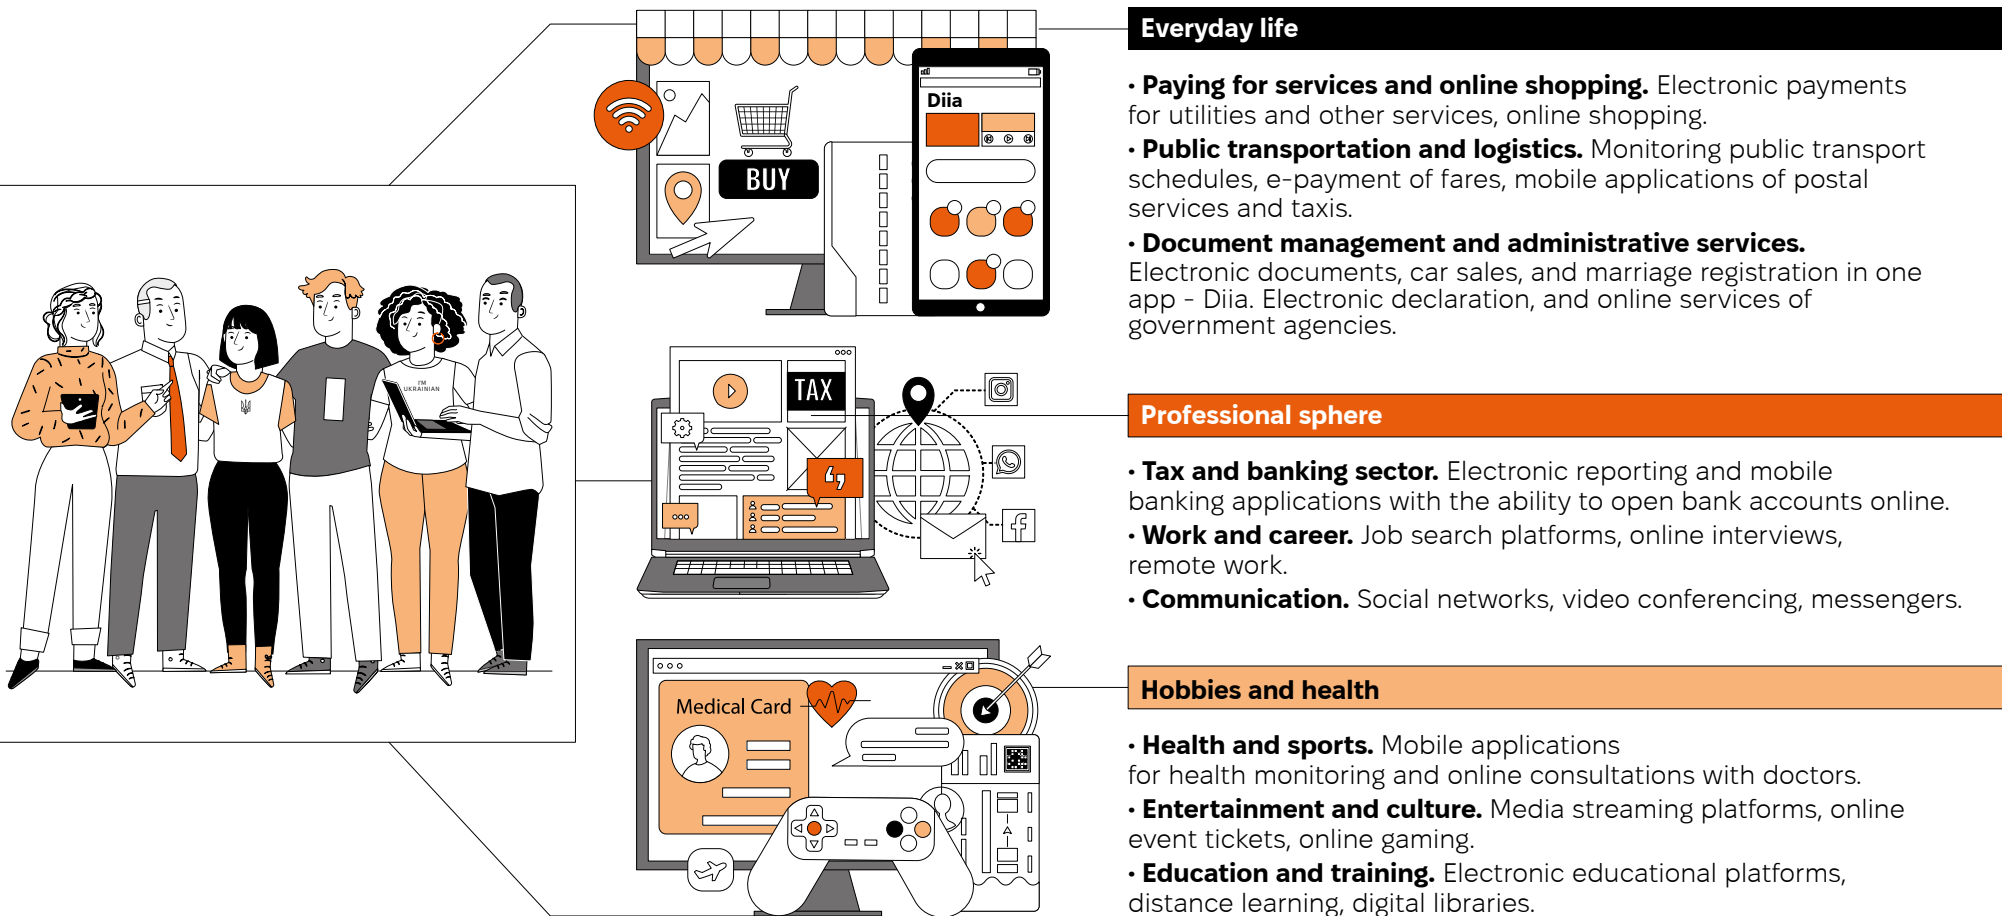 I'M
UKRAINIAN
Diia
BUY
Everyday life
• Paying for services and online shopping. Electronic payments
for utilities and other services, online shopping.
• Public transportation and logistics. Monitoring public transport
schedules, e-payment of fares, mobile applications of postal
services and taxis.
• Document management and administrative services.
Electronic documents, car sales, and marriage registration in one
app - Diia. Electronic declaration, and online services of
government agencies.
TAX
Professional sphere
• Tax and banking sector. Electronic reporting and mobile
banking applications with the ability to open bank accounts online.
• Work and career. Job search platforms, online interviews,
remote work.
• Communication. Social networks, video conferencing, messengers.
Medical Card
Hobbies and health
• Health and sports. Mobile applications
for health monitoring and online consultations with doctors.
• Entertainment and culture. Media streaming platforms, online
event tickets, online gaming.
• Education and training. Electronic educational platforms,
distance learning, digital libraries.